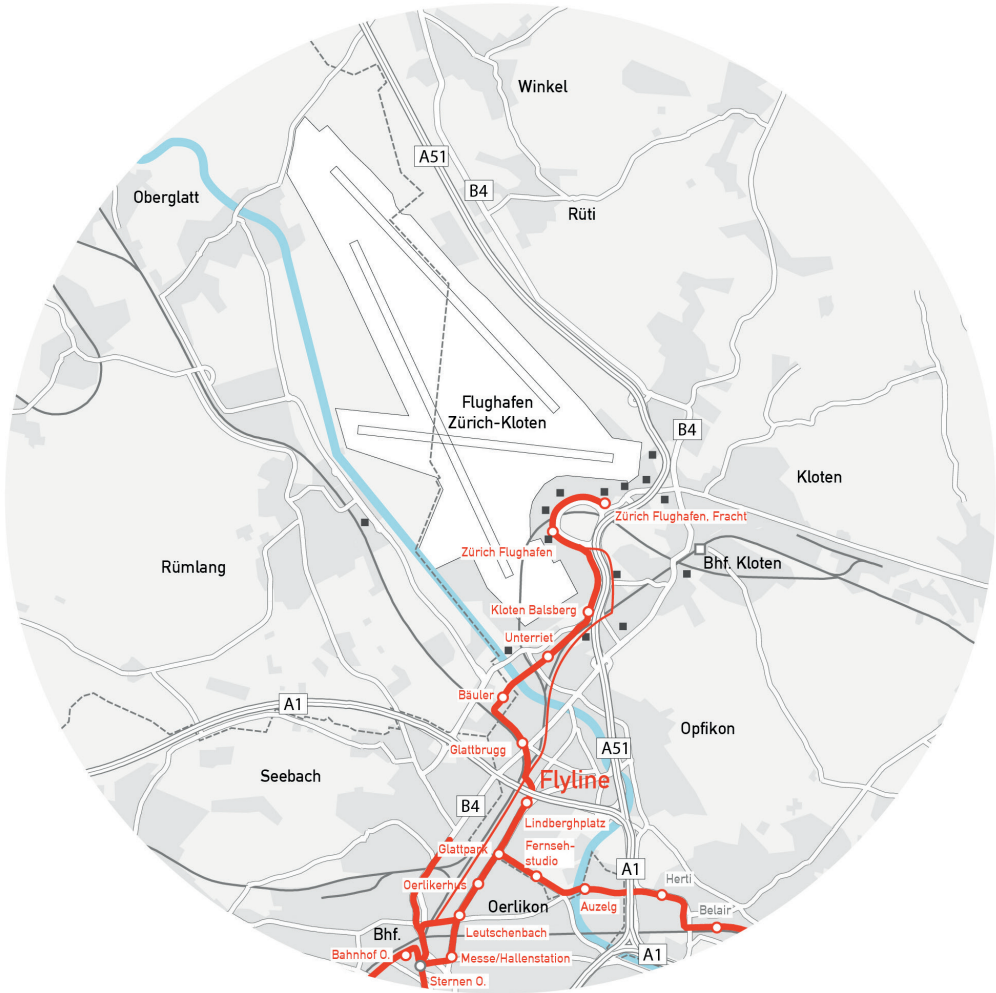 Winkel
A51
B4
Oberglatt
Rüti
Flughafen
Zürich-Kloten
B4
Kloten
Zürich Flughafen, Fracht
Zürich Flughafen
Bhf. Kloten
Rümlang
Kloten Balsberg
Unterriet
Bäuler
A1
Opfikon
Glattbrugg
A51
Seebach
Flyline
B4
Lindberghplatz
Glattpark
Fernseh-
studio
A1
Herti
Oerlikerhus
Oerlikon
Auzelg
Belair
Leutschenbach
Bhf.
Bahnhof O.
Messe/Hallenstation
A1
Sternen O.